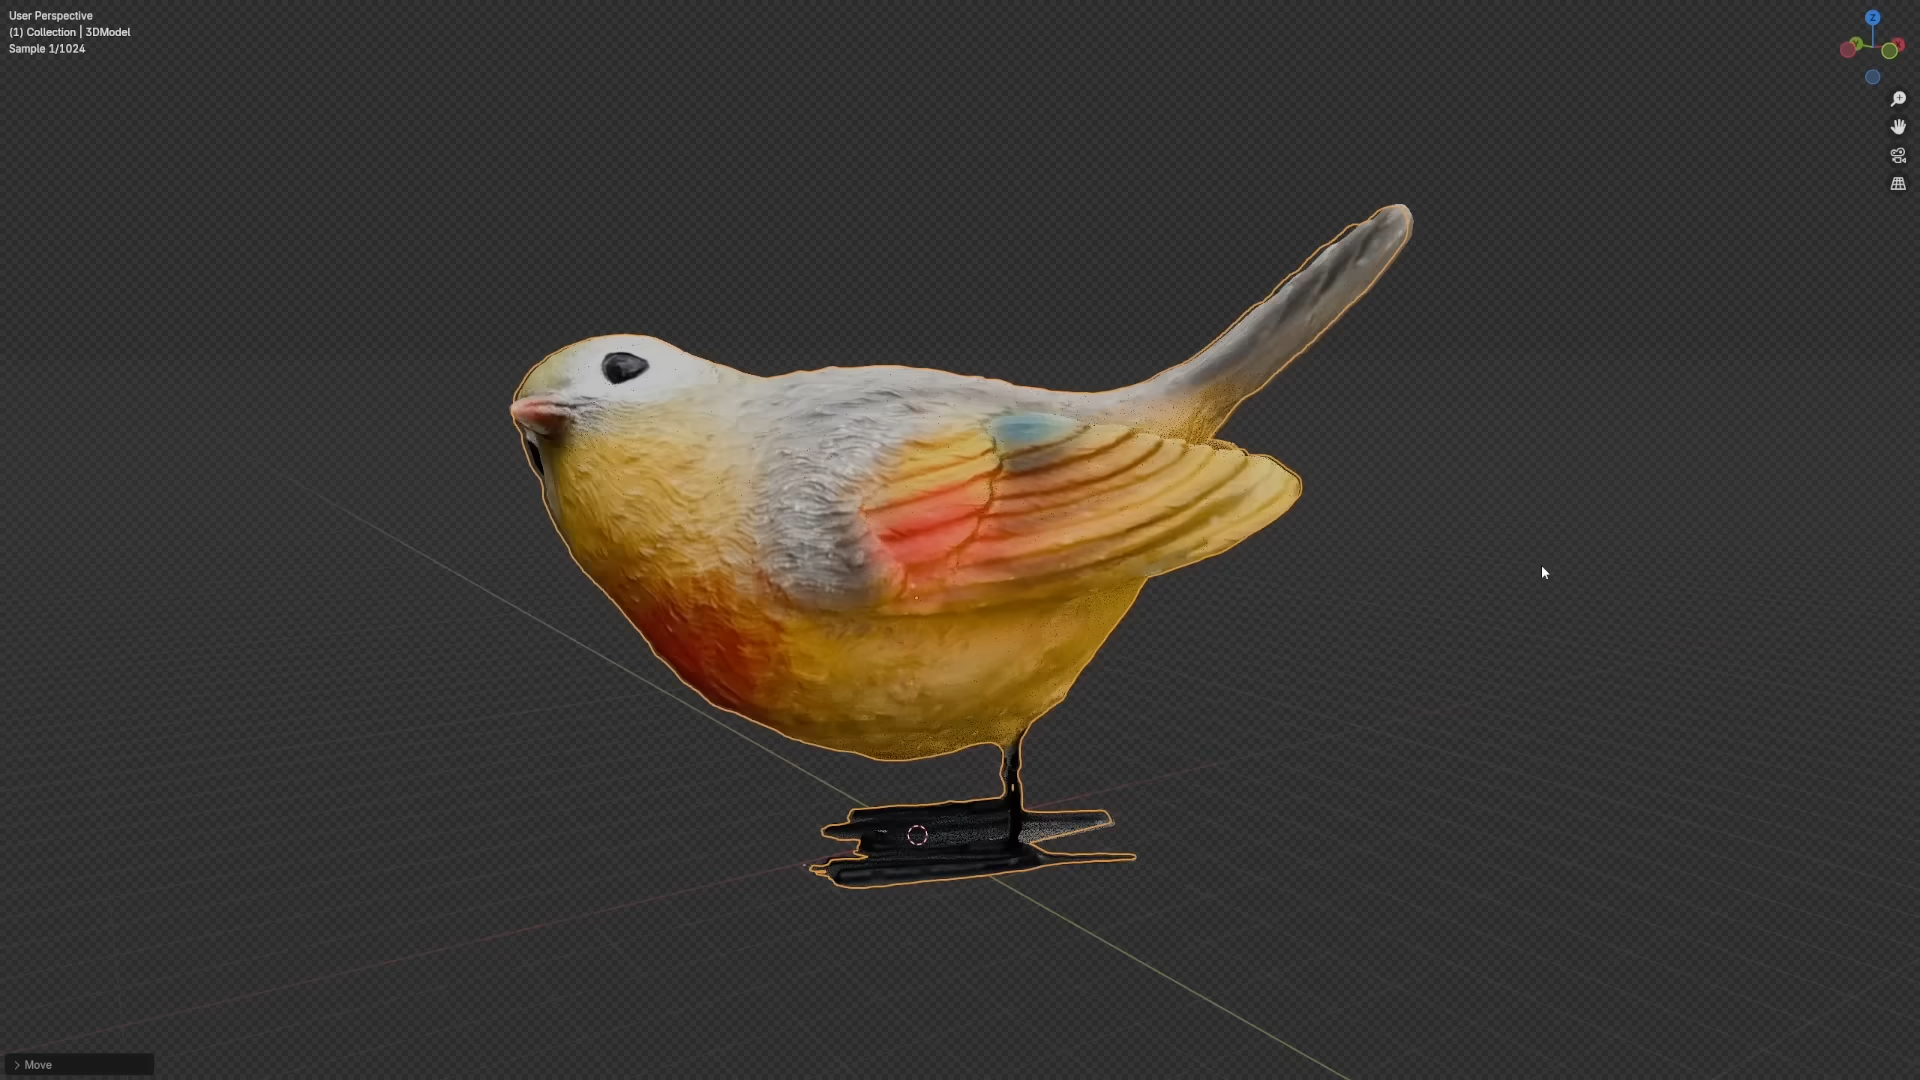 User Perspective
(1) Collection | 3DModel
Sample 1/1024
Z
Move